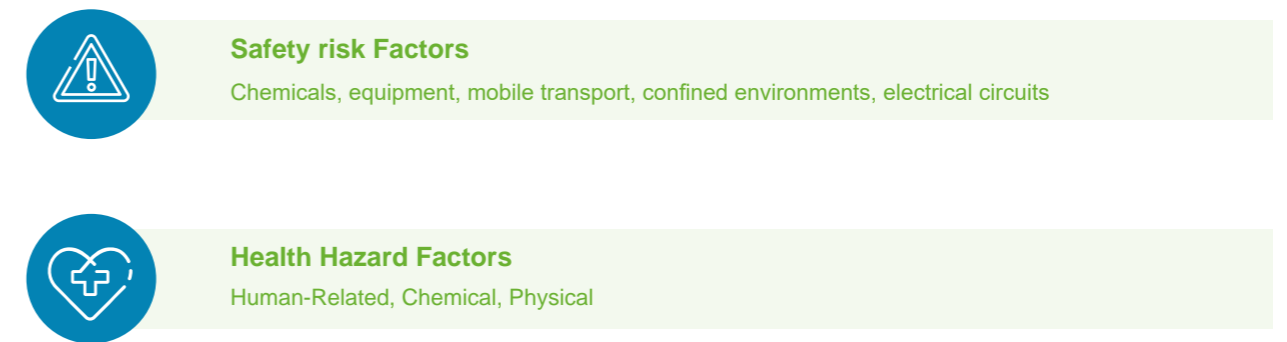 Safety risk Factors
Chemicals, equipment, mobile transport, confined environments, electrical circuits
Health Hazard Factors
Human-Related, Chemical, Physical